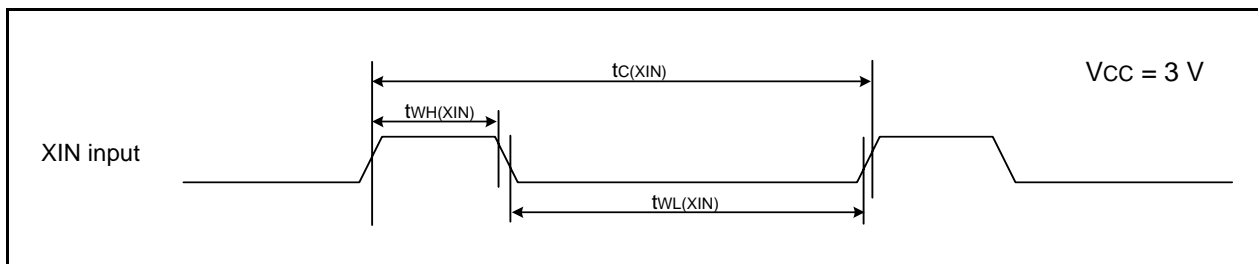 tC(XIN)
VCC = 3 V
tWH(XIN)
XIN input
tWL(XIN)